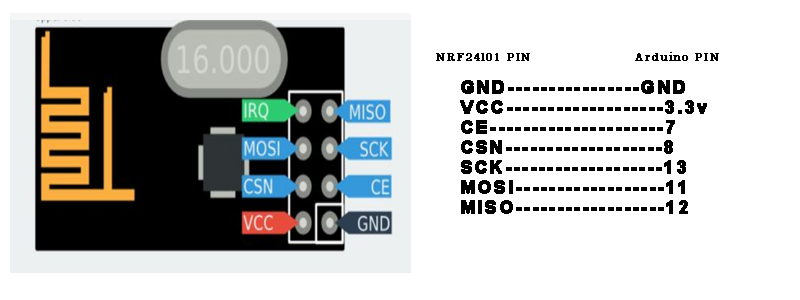 16.000
IRQ MISO
MOSI SCK
CSN CE
VCC GND
NRF24l01 PIN Arduino PIN
GND----------------GND
VCC-------------------3.3v
CE---------------------7
CSN-------------------8
SCK-------------------13
MOSI------------------11
MISO------------------12